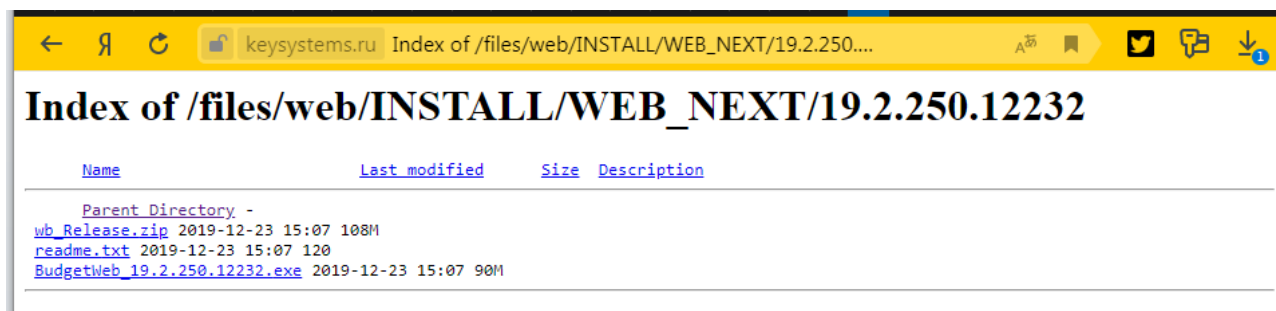 Я keysystems.ru Index of /files/web/INSTALL/WEB_NEXT/19.2.250....
1
Index of /files/web/INSTALL/WEB_NEXT/19.2.250.12232
Name Last modified Size Description
Parent Directory -
wb_Release.zip 2019-12-23 15:07 108M
readme.txt 2019-12-23 15:07 120
BudgetWeb_19.2.250.12232.exe 2019-12-23 15:07 90M